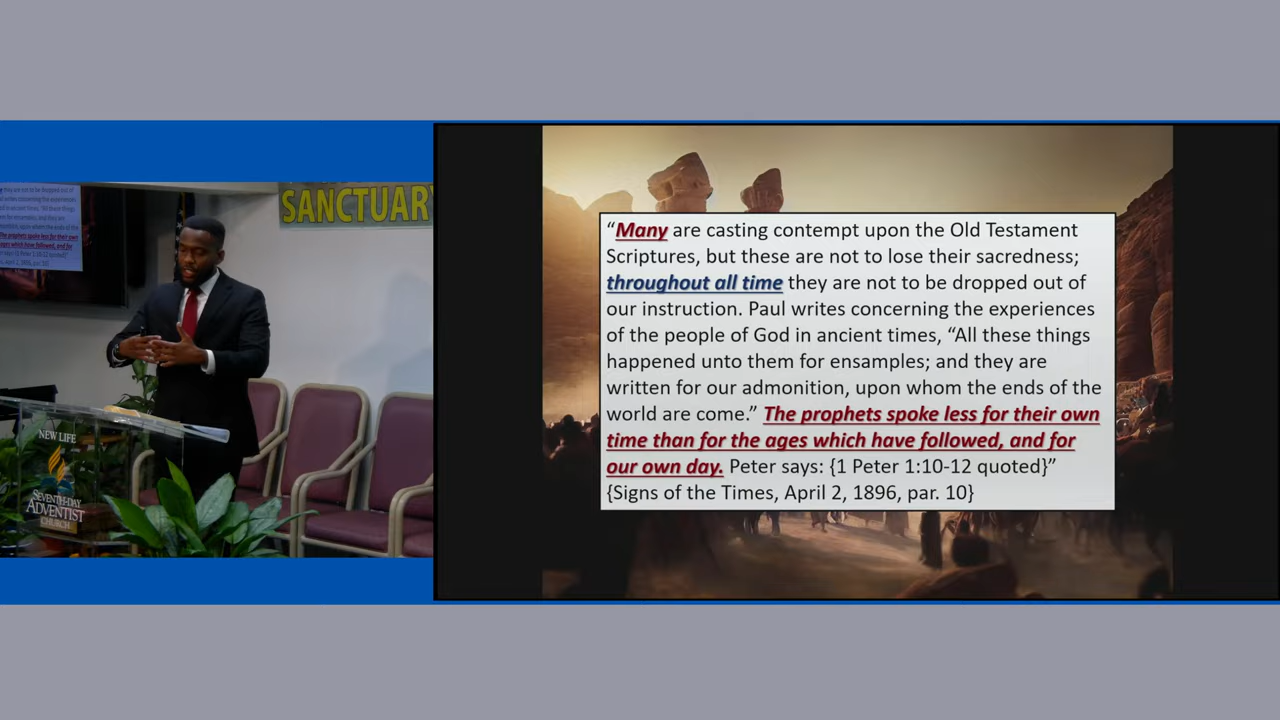 SANCTUARY
NEW LIFE
SEVENTH-DAY
ADVENTIST
CHURCH
“Many are casting contempt upon the Old Testament
Scriptures, but these are not to lose their sacredness;
throughout all time they are not to be dropped out of
our instruction. Paul writes concerning the experiences
of the people of God in ancient times, “All these things
happened unto them for ensamples; and they are
written for our admonition, upon whom the ends of the
world are come.” The prophets spoke less for their own
time than for the ages which have followed, and for
our own day. Peter says: {1 Peter 1:10-12 quoted}”
{Signs of the Times, April 2, 1896, par. 10}